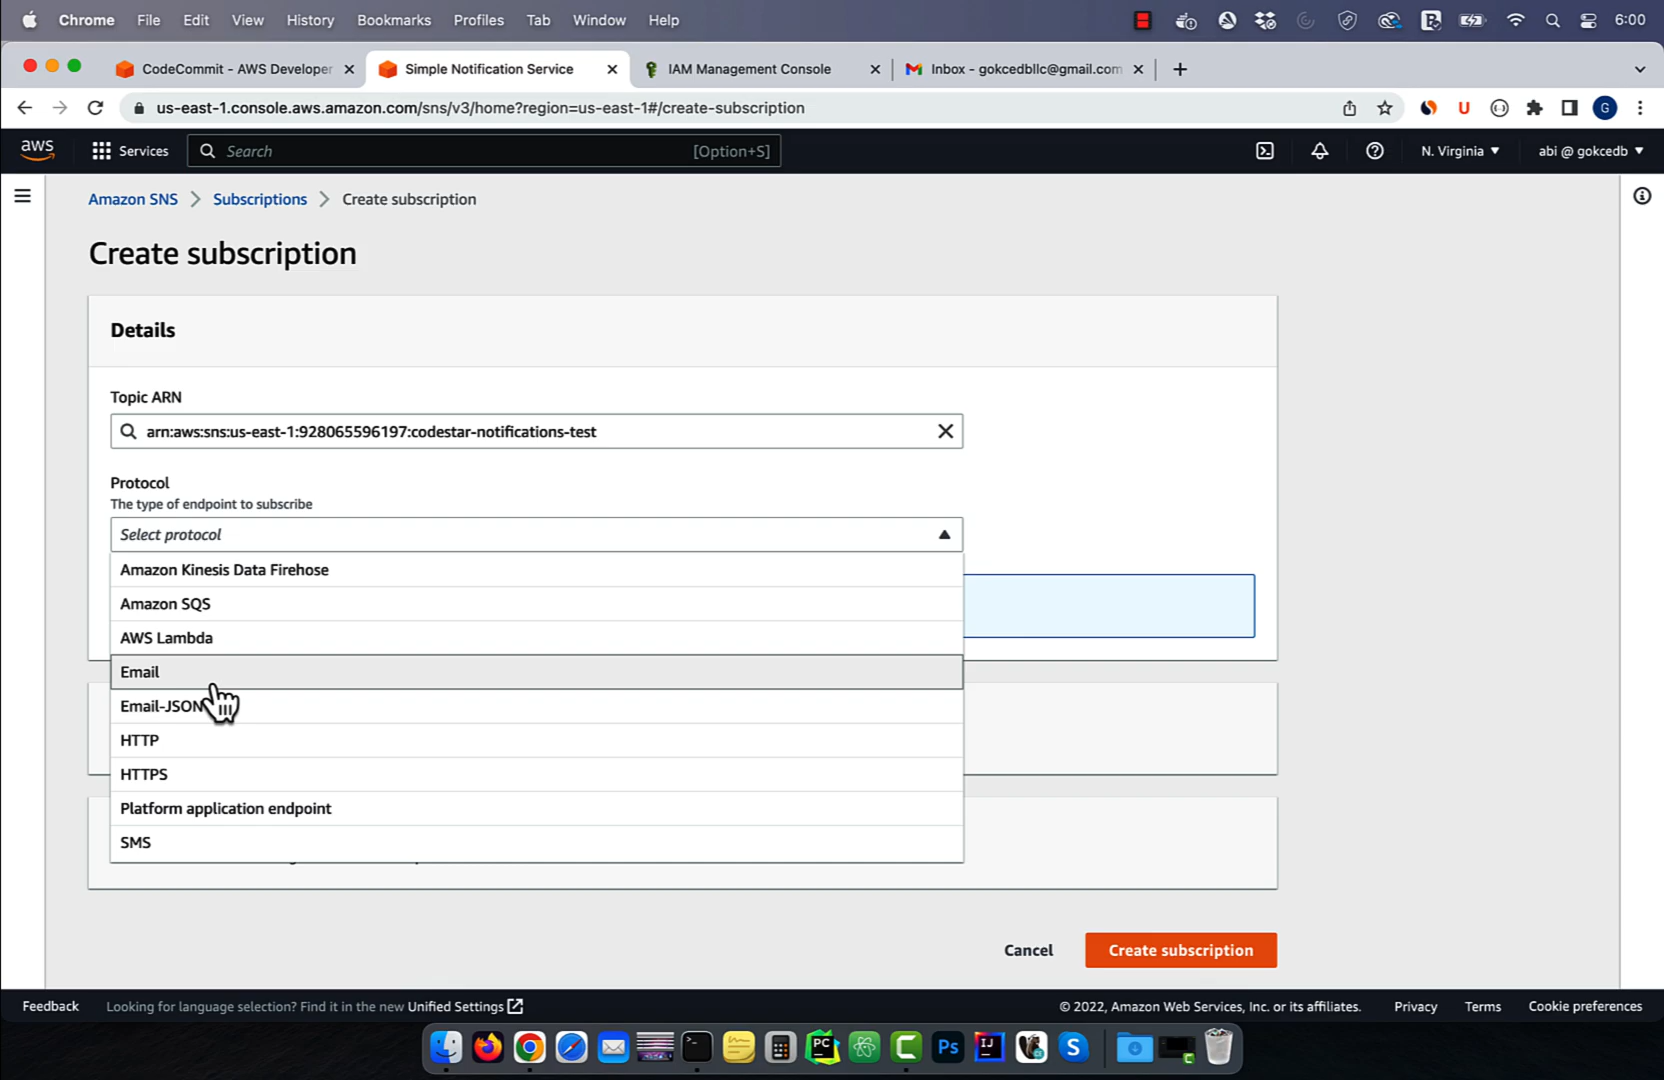 Chrome File Edit View History Bookmarks Profiles Tab Window Help 6:00
CodeCommit - AWS Developer Simple Notification Service IAM Management Console Inbox - gokcedbllc@gmail.com
us-east-1.console.aws.amazon.com/sns/v3/home?region=us-east-1#/create-subscription U G
aws Services Search [Option+S] N. Virginia abi @ gokcedb
Amazon SNS Subscriptions Create subscription
Create subscription
Details
Topic ARN
arn:aws:sns:us-east-1:928065596197:codestar-notifications-test
Protocol
The type of endpoint to subscribe
Select protocol
Amazon Kinesis Data Firehose
Amazon SQS
AWS Lambda
Email
Email-JSON
HTTP
HTTPS
Platform application endpoint
SMS
Cancel Create subscription
Feedback Looking for language selection? Find it in the new Unified Settings © 2022, Amazon Web Services, Inc. or its affiliates. Privacy Terms Cookie preferences
PC Ps IJ S